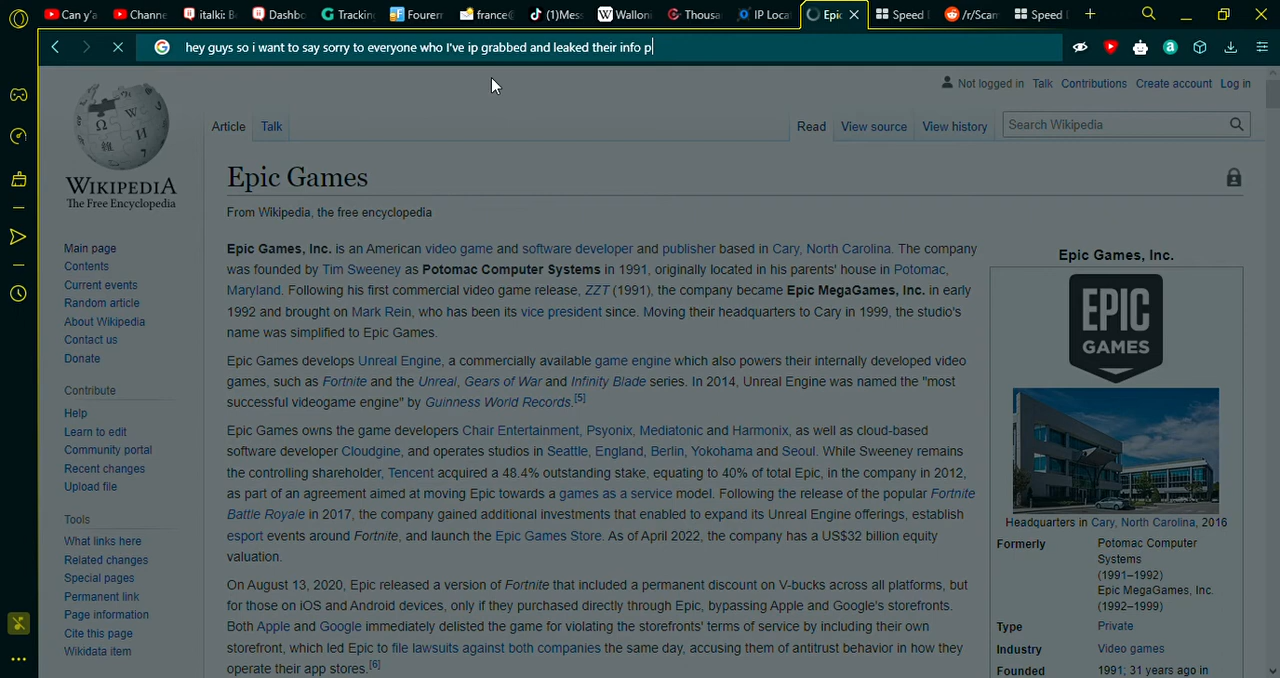 Can y'a
Channe
italki: B
Dashbo
Tracking
Fourem
france@
(1)Mess
Walloni
Thousa
IP Locat
Epic
Speed
/r/Scam
Speed
hey guys so i want to say sorry to everyone who I've ip grabbed and leaked their info p
Not logged in Talk Contributions Create account Log in
Article Talk Read View source View history Search Wikipedia
WIKIPEDIA
The Free Encyclopedia
Main page
Contents
Current events
Random article
About Wikipedia
Contact us
Donate
Contribute
Help
Learn to edit
Community portal
Recent changes
Upload file
Tools
What links here
Related changes
Special pages
Permanent link
Page information
Cite this page
Wikidata item
Epic Games
From Wikipedia, the free encyclopedia
Epic Games, Inc. is an American video game and software developer and publisher based in Cary, North Carolina. The company
was founded by Tim Sweeney as Potomac Computer Systems in 1991, originally located in his parents' house in Potomac,
Maryland. Following his first commercial video game release, ZZT (1991), the company became Epic MegaGames, Inc. in early
1992 and brought on Mark Rein, who has been its vice president since. Moving their headquarters to Cary in 1999, the studio's
name was simplified to Epic Games.
Epic Games develops Unreal Engine, a commercially available game engine which also powers their internally developed video
games, such as Fortnite and the Unreal, Gears of War and Infinity Blade series. In 2014, Unreal Engine was named the "most
successful videogame engine" by Guinness World Records.[5]
Epic Games owns the game developers Chair Entertainment, Psyonix, Mediatonic and Harmonix, as well as cloud-based
software developer Cloudgine, and operates studios in Seattle, England, Berlin, Yokohama and Seoul. While Sweeney remains
the controlling shareholder, Tencent acquired a 48.4% outstanding stake, equating to 40% of total Epic, in the company in 2012,
as part of an agreement aimed at moving Epic towards a games as a service model. Following the release of the popular Fortnite
Battle Royale in 2017, the company gained additional investments that enabled to expand its Unreal Engine offerings, establish
esport events around Fortnite, and launch the Epic Games Store. As of April 2022, the company has a US$32 billion equity
valuation.
On August 13, 2020, Epic released a version of Fortnite that included a permanent discount on V-bucks across all platforms, but
for those on iOS and Android devices, only if they purchased directly through Epic, bypassing Apple and Google's storefronts.
Both Apple and Google immediately delisted the game for violating the storefronts' terms of service by including their own
storefront, which led Epic to file lawsuits against both companies the same day, accusing them of antitrust behavior in how they
operate their app stores.[6]
Epic Games, Inc.
EPIC
GAMES
Headquarters in Cary, North Carolina, 2016
Formerly Potomac Computer
Systems
(1991–1992)
Epic MegaGames, Inc.
(1992–1999)
Type Private
Industry Video games
Founded 1991; 31 years ago in